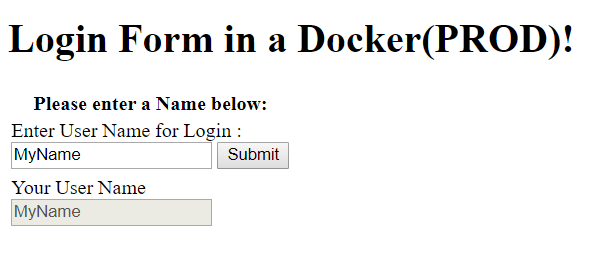 Login Form in a Docker(PROD)!
Please enter a Name below:
Enter User Name for Login :
MyName Submit
Your User Name
MyName